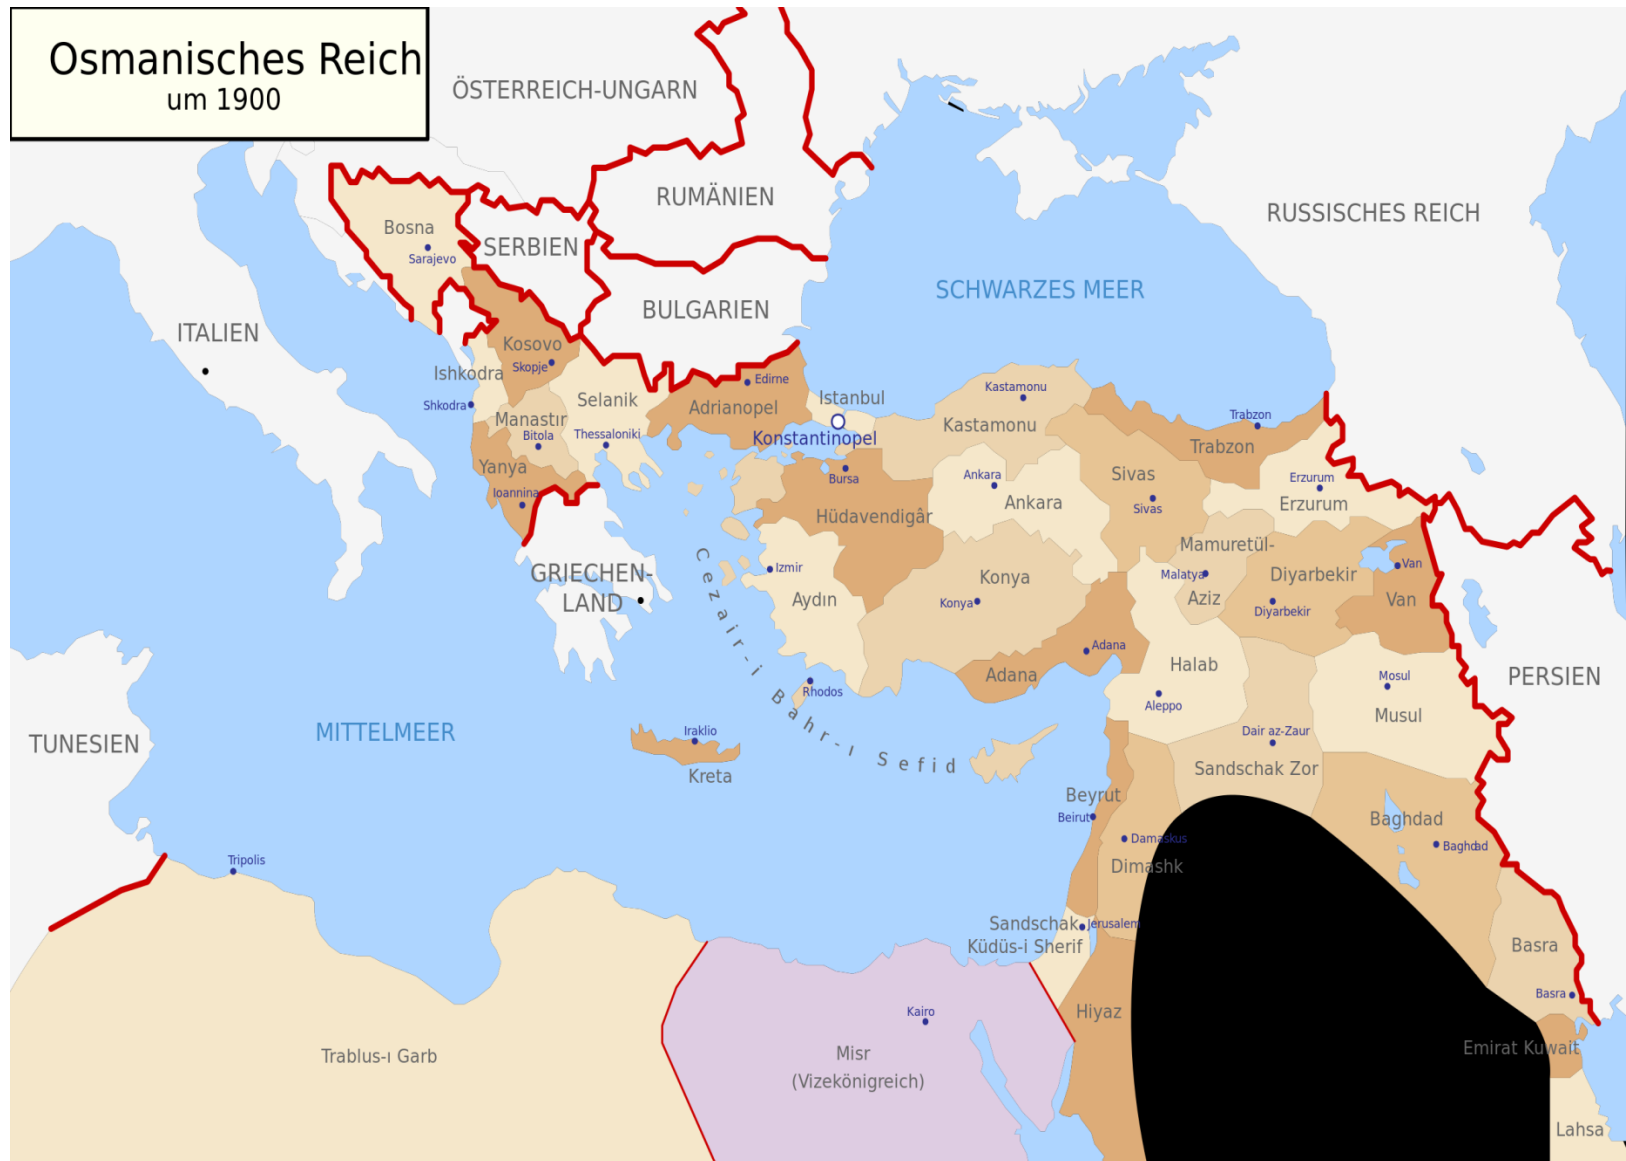 Osmanisches Reich
um 1900
ÖSTERREICH-UNGARN
RUMÄNIEN
RUSSISCHES REICH
Bosna
Sarajevo
SERBIEN
BULGARIEN
SCHWARZES MEER
ITALIEN
Kosovo
Skopje
Ishkodra
Shkodra
Selanik
Manastır
Bitola
Thessaloniki
Yanya
Ioannina
Edirne
Adrianopel
Istanbul
Konstantinopel
Kastamonu
Kastamonu
Trabzon
Trabzon
Bursa
Hüdavendigâr
Ankara
Ankara
Sivas
Sivas
Erzurum
Erzurum
GRIECHEN-
LAND
Cezair-i Bahr-ı Sefid
Izmir
Aydın
Konya
Konya
Mamuretül-
Malatya
Aziz
Diyarbekir
Diyarbekir
Van
Van
Adana
Adana
Halab
Aleppo
Mosul
Musul
PERSIEN
Rhodos
Iraklio
Kreta
TUNESIEN
MITTELMEER
Dair az-Zaur
Sandschak Zor
Beyrut
Beirut
Damaskus
Dimashk
Baghdad
Baghdad
Tripolis
Sandschak
Jerusalem
Küdüs-i Sherif
Basra
Basra
Hiyaz
Kairo
Misr
(Vizekönigreich)
Trablus-ı Garb
Emirat Kuwait
Lahsa